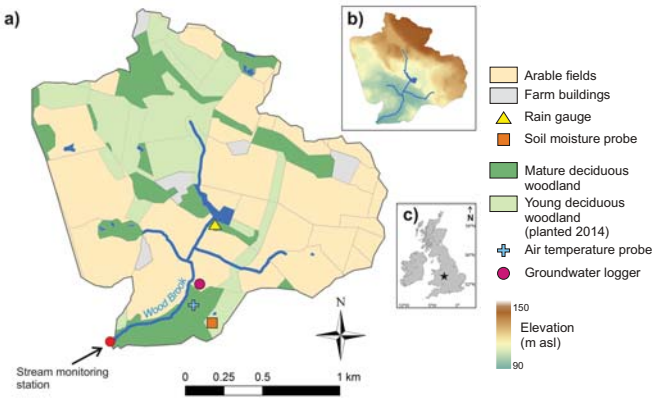 a)
b)
Arable fields
Farm buildings
Rain gauge
Soil moisture probe
Mature deciduous
woodland
Young deciduous
woodland
(planted 2014)
Air temperature probe
Groundwater logger
c)
N
150
Elevation
(m asl)
90
Wood Brook
N
Stream monitoring
station
0 0.25 0.5 1 km